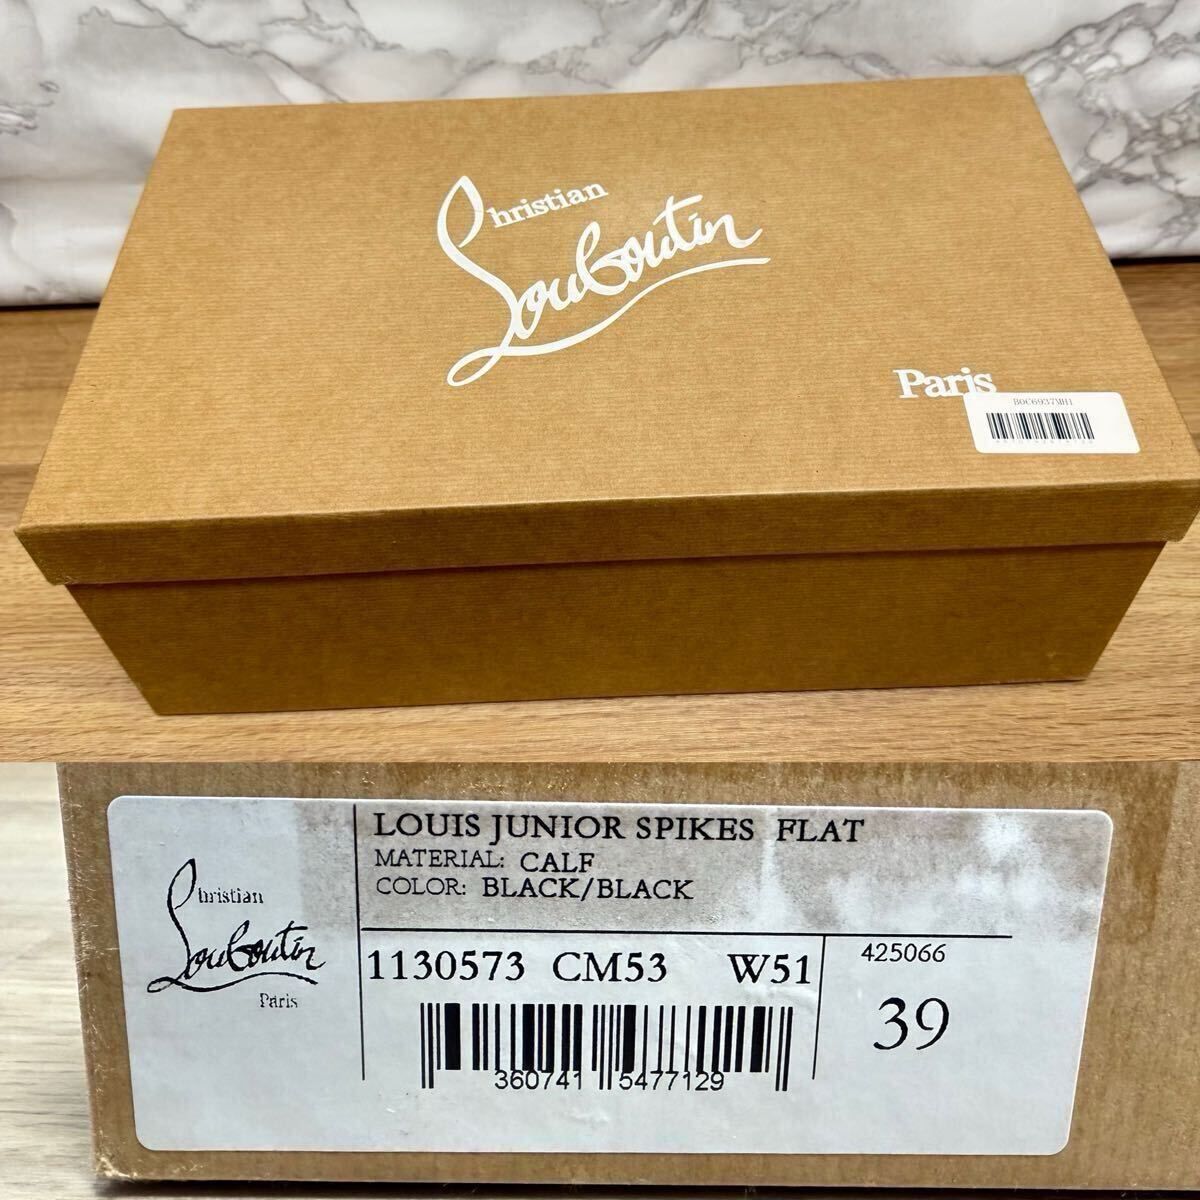 Christian
Louboutin
Paris
B0C6937MH1
LOUIS JUNIOR SPIKES FLAT
MATERIAL: CALF
COLOR: BLACK/BLACK
Christian
Louboutin
Paris
1130573 CM53 W51
425066
39
360741 5477129